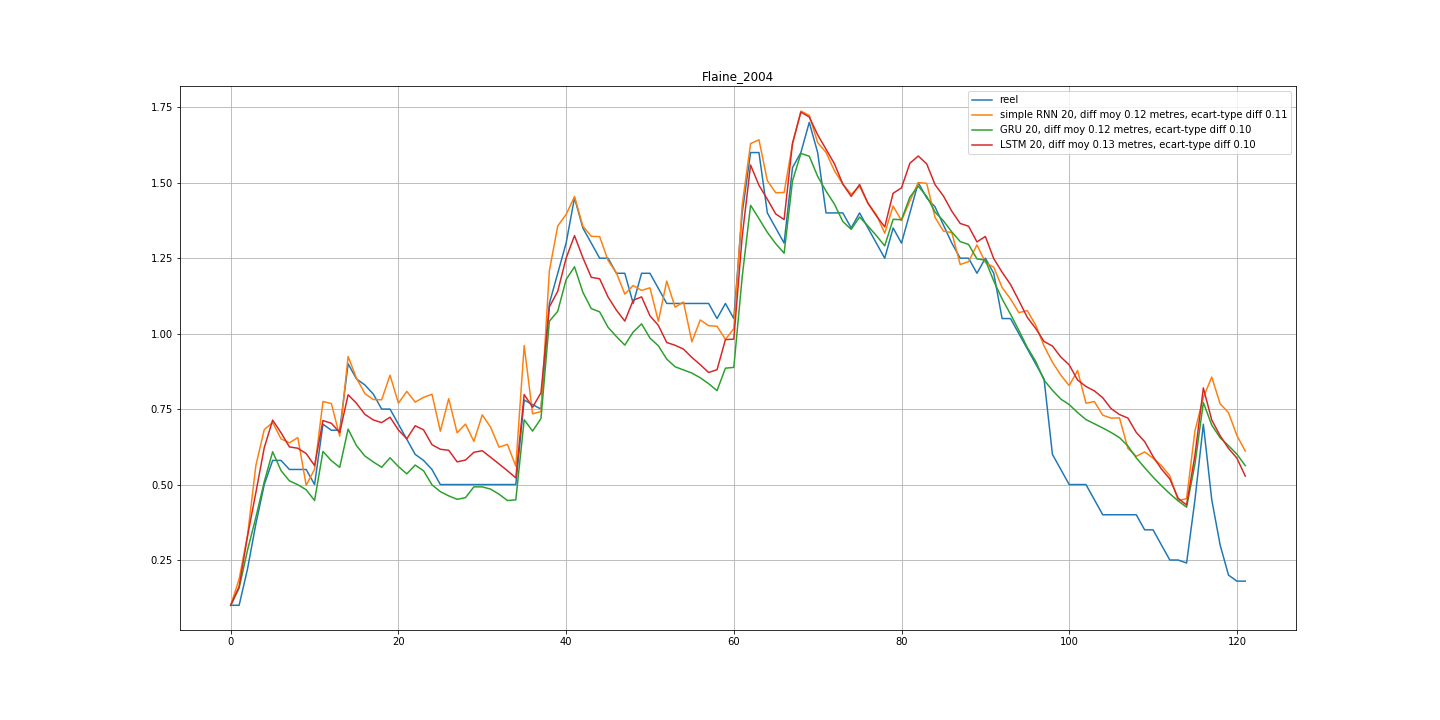 Flaine_2004
reel
simple RNN 20, diff moy 0.12 metres, ecart-type diff 0.11
GRU 20, diff moy 0.12 metres, ecart-type diff 0.10
LSTM 20, diff moy 0.13 metres, ecart-type diff 0.10
1.75
1.50
1.25
1.00
0.75
0.50
0.25
0 20 40 60 80 100 120